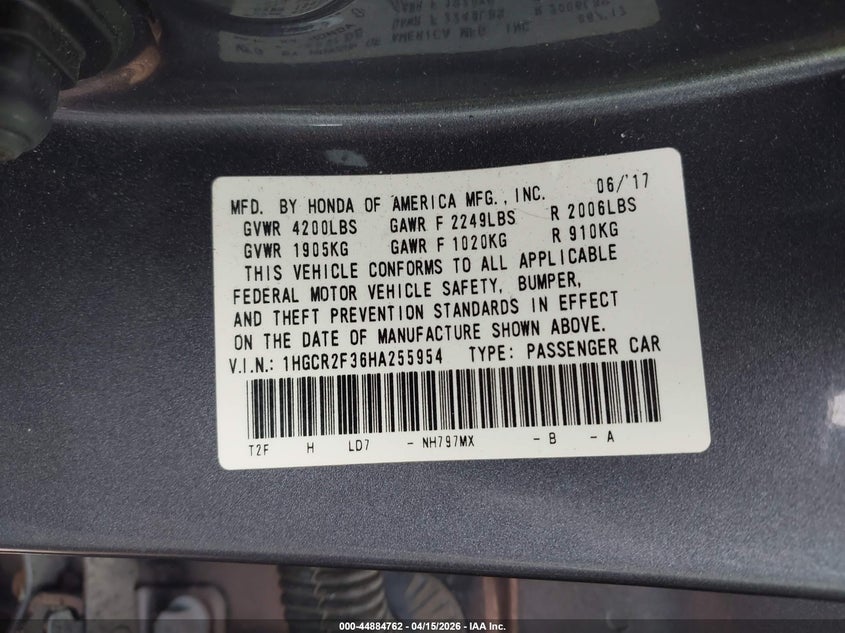 MFD. BY HONDA OF AMERICA MFG., INC. 06/'17
GVWR 4200LBS GAWR F 2249LBS R 2006LBS
GVWR 1905KG GAWR F 1020KG R 910KG
THIS VEHICLE CONFORMS TO ALL APPLICABLE
FEDERAL MOTOR VEHICLE SAFETY, BUMPER,
AND THEFT PREVENTION STANDARDS IN EFFECT
ON THE DATE OF MANUFACTURE SHOWN ABOVE.
V.I.N.: 1HGCR2F36HA255954 TYPE: PASSENGER CAR
T2F H LD7 - NH797MX - B - A
000-44884762 - 04/15/2026 - IAA Inc.